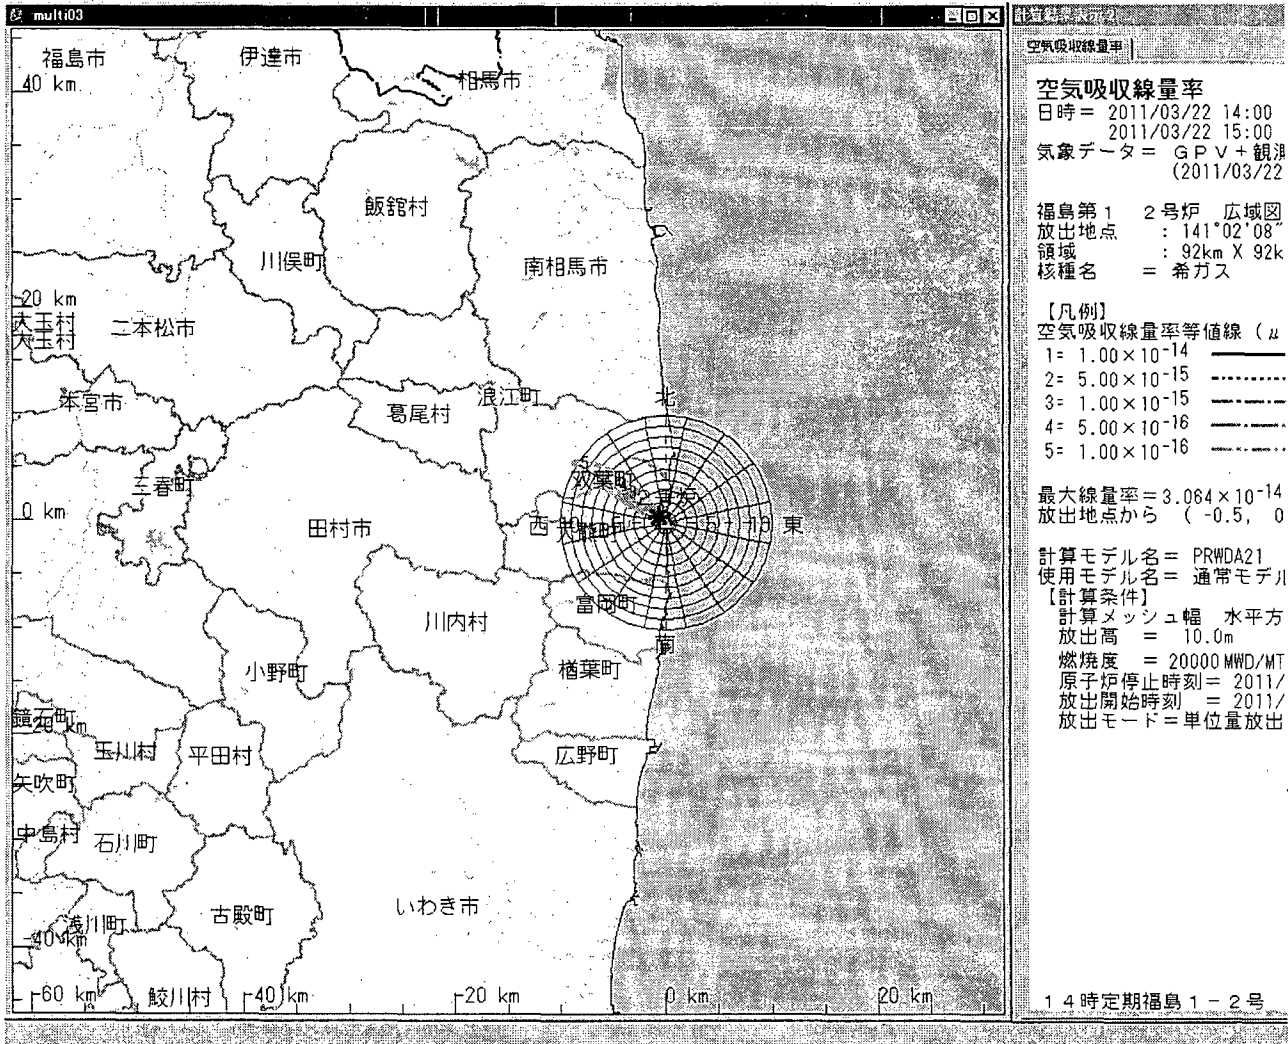 multi03
福島市
伊達市
相馬市
40 km
飯舘村
川俣町
南相馬市
20 km
大玉村
大玉村
二本松市
本宮市
葛尾村
浪江町
北
三春町
双葉町
0 km
田村市
西
東
富岡町
川内村
南
小野町
楢葉町
鏡石町
-20 km
玉川村
平田村
広野町
矢吹町
中島村
石川町
いわき市
古殿町
浅川町
-40 km
鮫川村
-60 km
-40 km
-20 km
0 km
20 km
計算結果表示2
空気吸収線量率
空気吸収線量率
日時= 2011/03/22 14:00
2011/03/22 15:00
気象データ= GPV+観測
(2011/03/22
福島第1 2号炉 広域図
放出地点 : 141°02'08"
領域 : 92km X 92k
核種名 = 希ガス
【凡例】
空気吸収線量率等値線 (μ
1= 1.00×10⁻¹⁴
2= 5.00×10⁻¹⁵
3= 1.00×10⁻¹⁵
4= 5.00×10⁻¹⁶
5= 1.00×10⁻¹⁶
最大線量率=3.064×10⁻¹⁴
放出地点から ( -0.5, 0
計算モデル名= PRWDA21
使用モデル名= 通常モデル
【計算条件】
計算メッシュ幅 水平方
放出高 = 10.0m
燃焼度 = 20000MWD/MT
原子炉停止時刻= 2011/
放出開始時刻 = 2011/
放出モード=単位量放出
14時定期福島1-2号